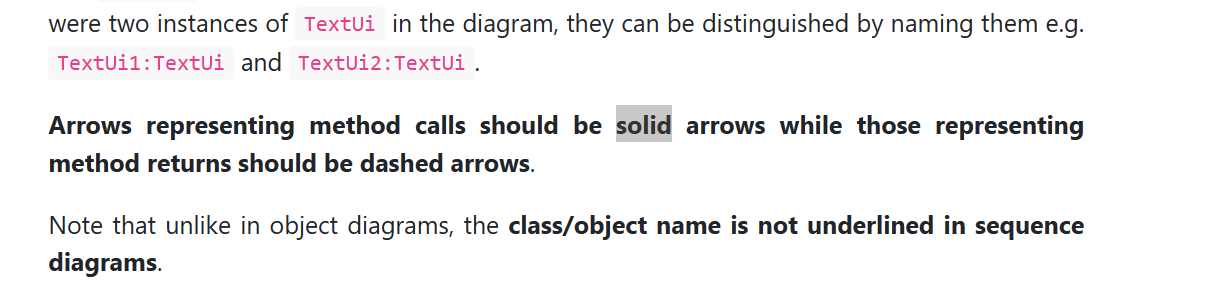 were two instances of TextUi in the diagram, they can be distinguished by naming them e.g.
TextUi1:TextUi and TextUi2:TextUi.
Arrows representing method calls should be solid arrows while those representing
method returns should be dashed arrows.
Note that unlike in object diagrams, the class/object name is not underlined in sequence
diagrams.